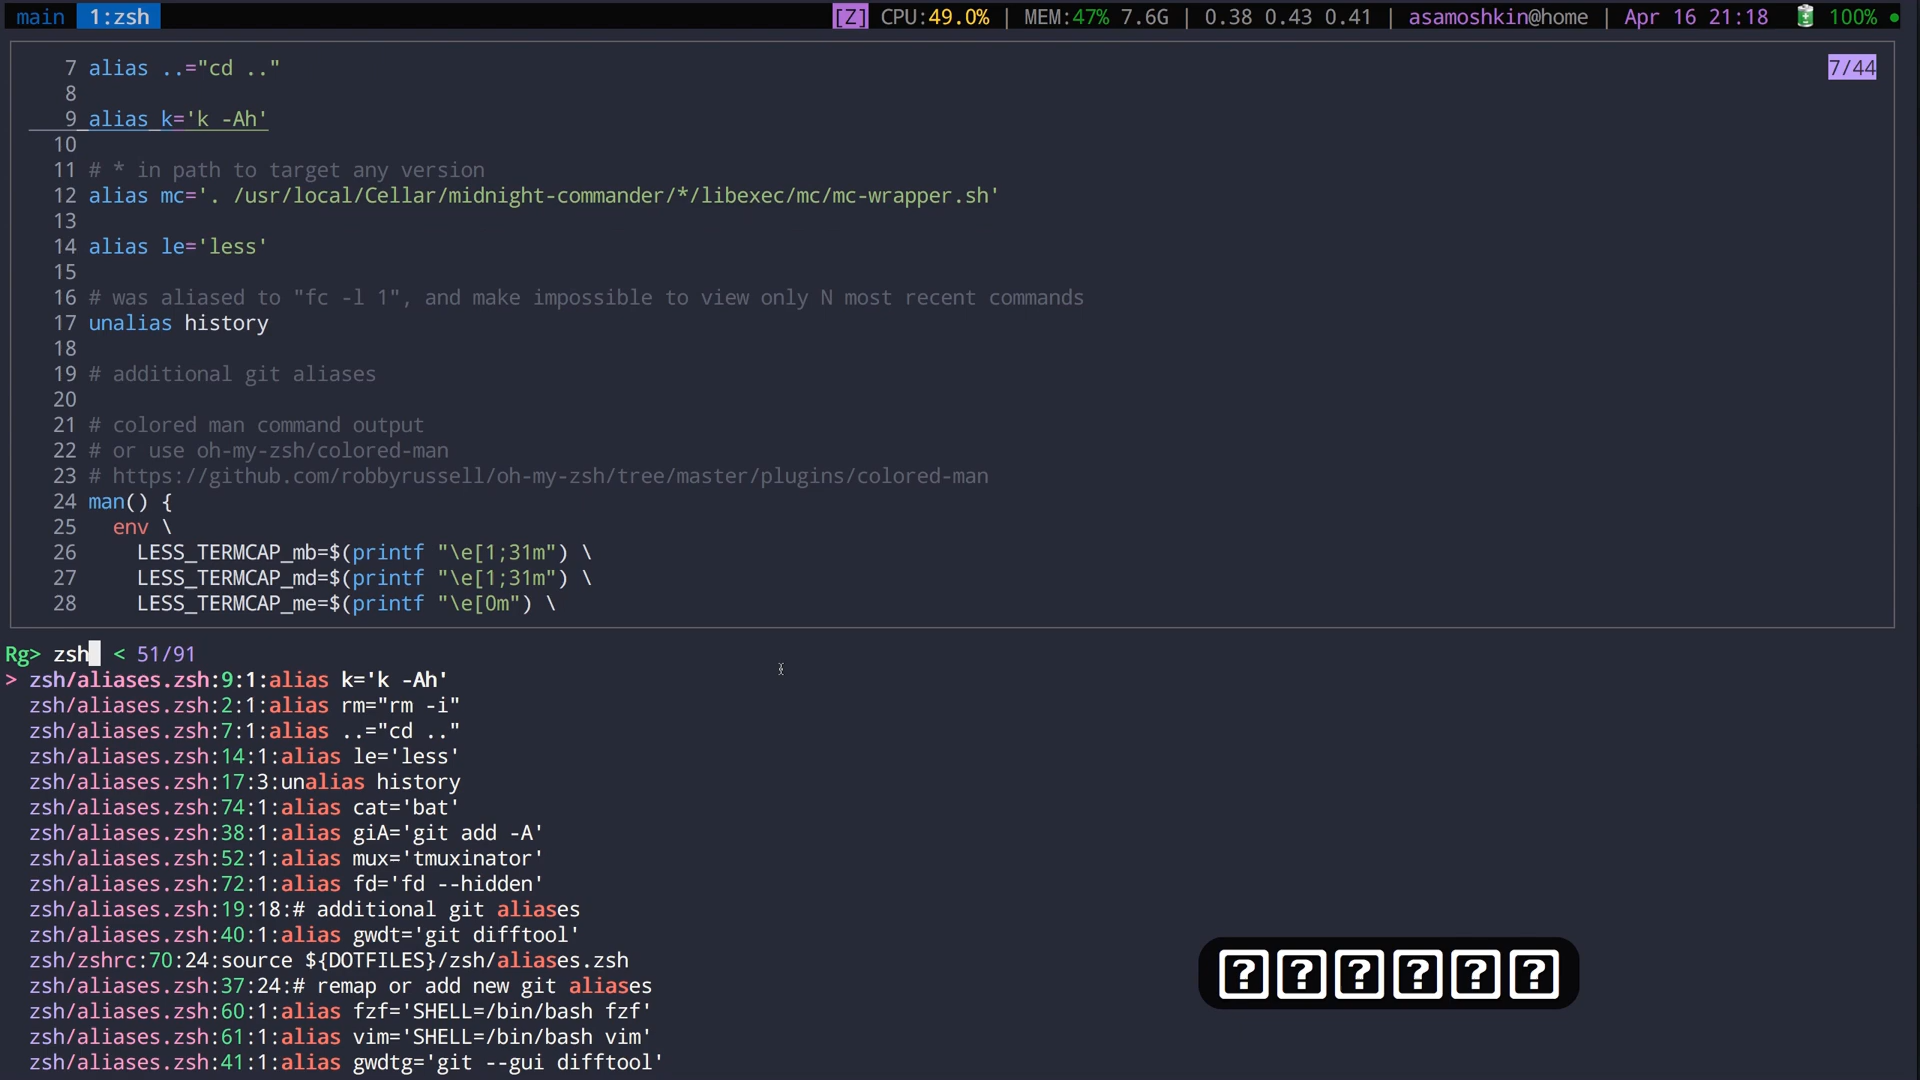 main 1:zsh [Z] CPU:49.0% | MEM:47% 7.6G | 0.38 0.43 0.41 | asamoshkin@home | Apr 16 21:18 🔋 100% ●
7 alias ..="cd .." 7/44
8
9 alias k='k -Ah'
10
11 # * in path to target any version
12 alias mc='. /usr/local/Cellar/midnight-commander/*/libexec/mc/mc-wrapper.sh'
13
14 alias le='less'
15
16 # was aliased to "fc -l 1", and make impossible to view only N most recent commands
17 unalias history
18
19 # additional git aliases
20
21 # colored man command output
22 # or use oh-my-zsh/colored-man
23 # https://github.com/robbyrussell/oh-my-zsh/tree/master/plugins/colored-man
24 man() {
25   env \
26     LESS_TERMCAP_mb=$(printf "\e[1;31m") \
27     LESS_TERMCAP_md=$(printf "\e[1;31m") \
28     LESS_TERMCAP_me=$(printf "\e[0m") \
Rg> zsh < 51/91
> zsh/aliases.zsh:9:1:alias k='k -Ah'
zsh/aliases.zsh:2:1:alias rm="rm -i"
zsh/aliases.zsh:7:1:alias ..="cd .."
zsh/aliases.zsh:14:1:alias le='less'
zsh/aliases.zsh:17:3:unalias history
zsh/aliases.zsh:74:1:alias cat='bat'
zsh/aliases.zsh:38:1:alias giA='git add -A'
zsh/aliases.zsh:52:1:alias mux='tmuxinator'
zsh/aliases.zsh:72:1:alias fd='fd --hidden'
zsh/aliases.zsh:19:18:# additional git aliases
zsh/aliases.zsh:40:1:alias gwdt='git difftool'
zsh/zshrc:70:24:source ${DOTFILES}/zsh/aliases.zsh
zsh/aliases.zsh:37:24:# remap or add new git aliases
zsh/aliases.zsh:60:1:alias fzf='SHELL=/bin/bash fzf'
zsh/aliases.zsh:61:1:alias vim='SHELL=/bin/bash vim'
zsh/aliases.zsh:41:1:alias gwdtg='git --gui difftool'
??????